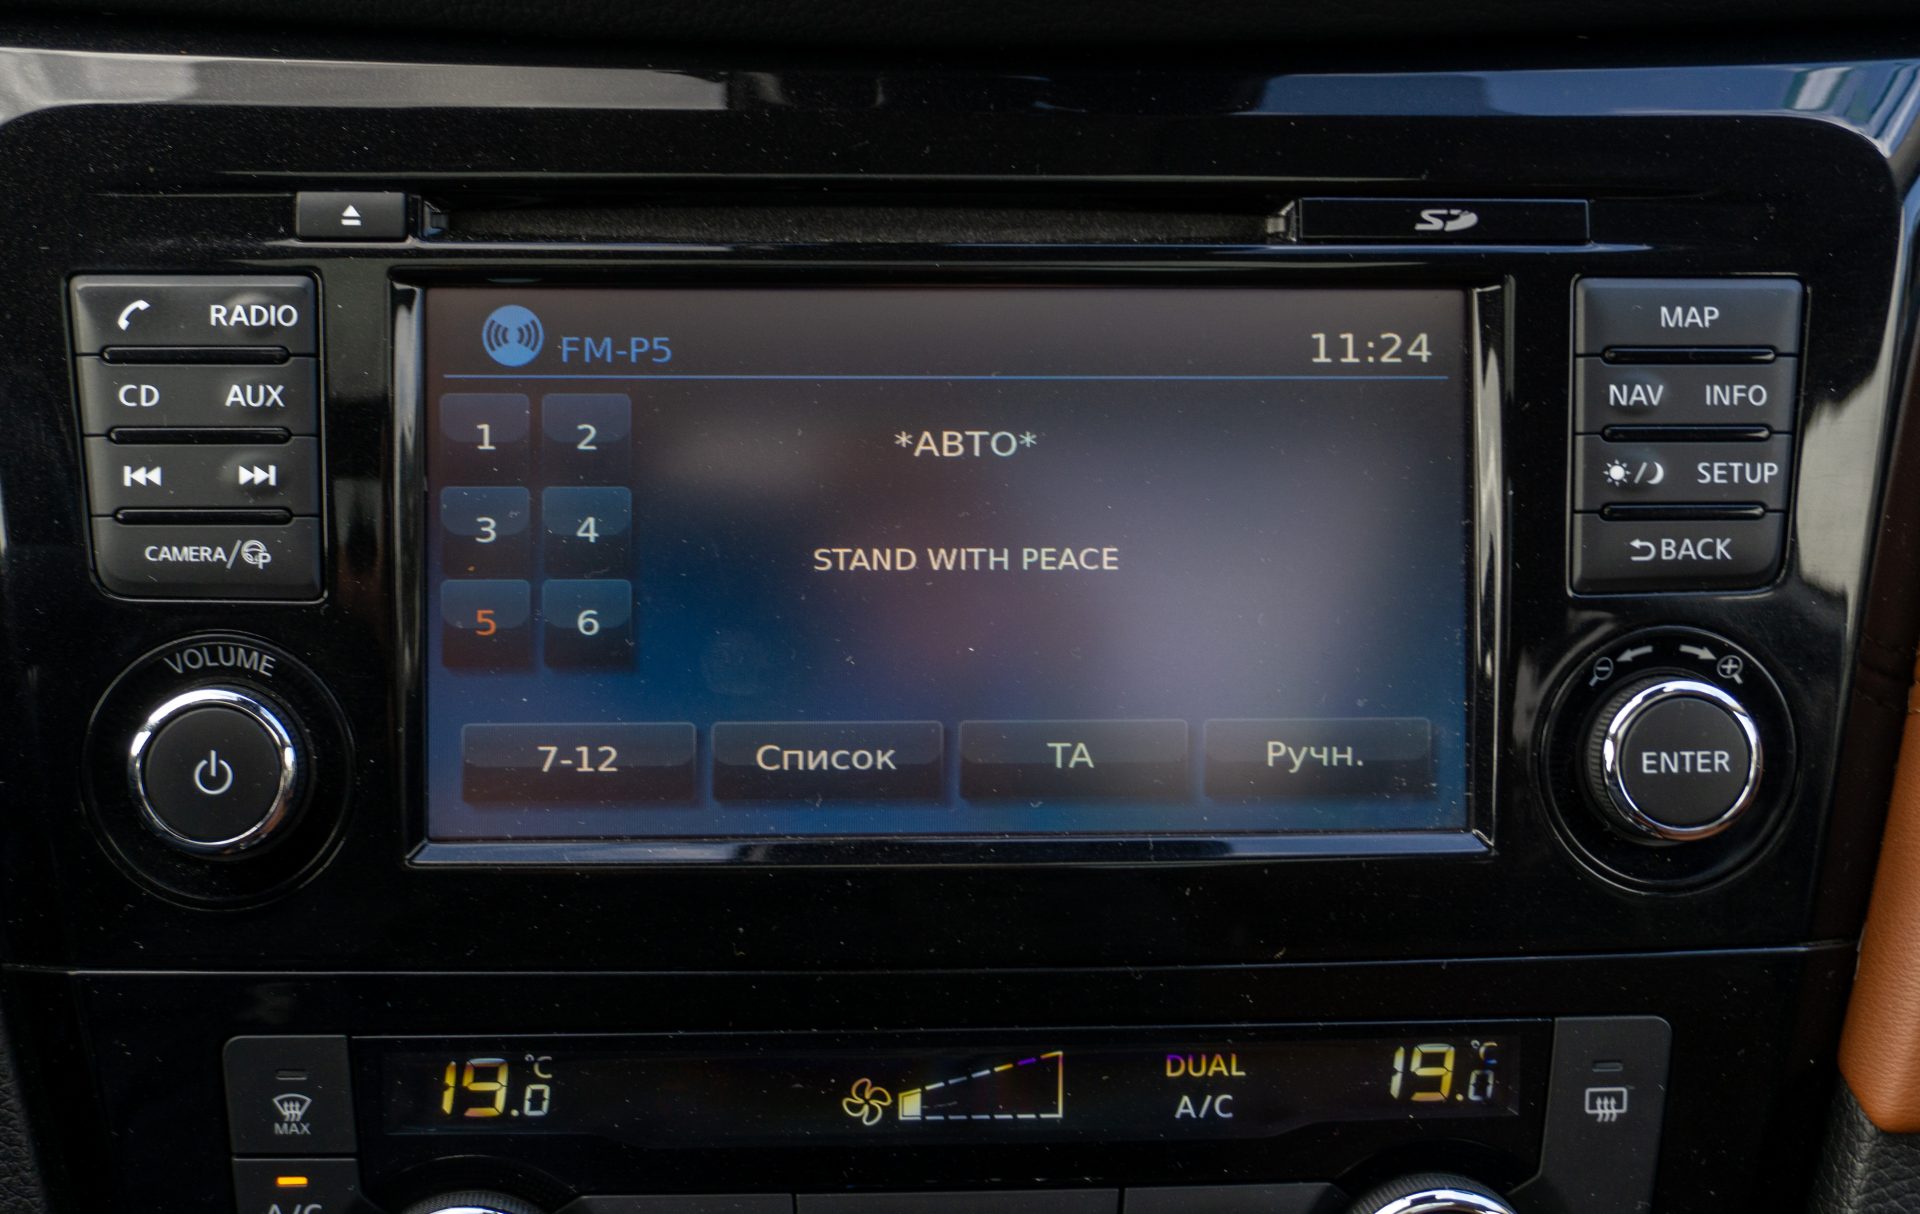 SD
RADIO
CD AUX
CAMERA/P
VOLUME
FM-P5 11:24
1 2
3 4
5 6
*АВТО*
STAND WITH PEACE
7-12 Список TA Ручн.
MAP
NAV INFO
SETUP
BACK
ENTER
MAX
19.0 °C
DUAL
A/C
19.0 °C
A/C